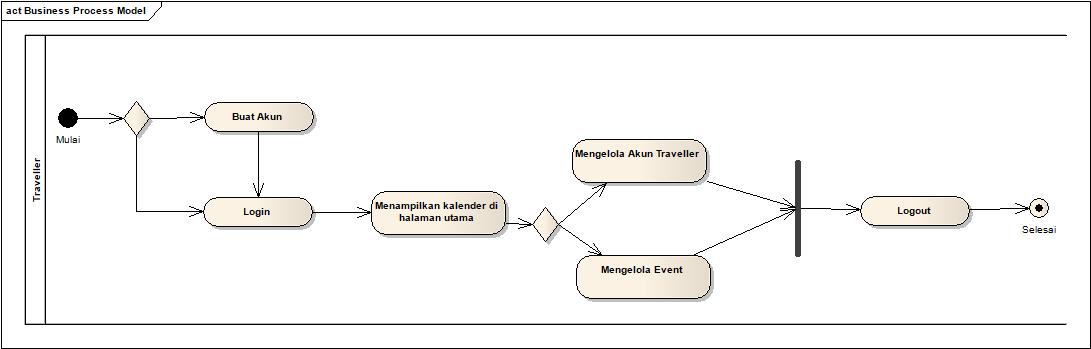 act Business Process Model
Traveller
Mulai
Buat Akun
Login
Menampilkan kalender di
halaman utama
Mengelola Akun Traveller
Mengelola Event
Logout
Selesai